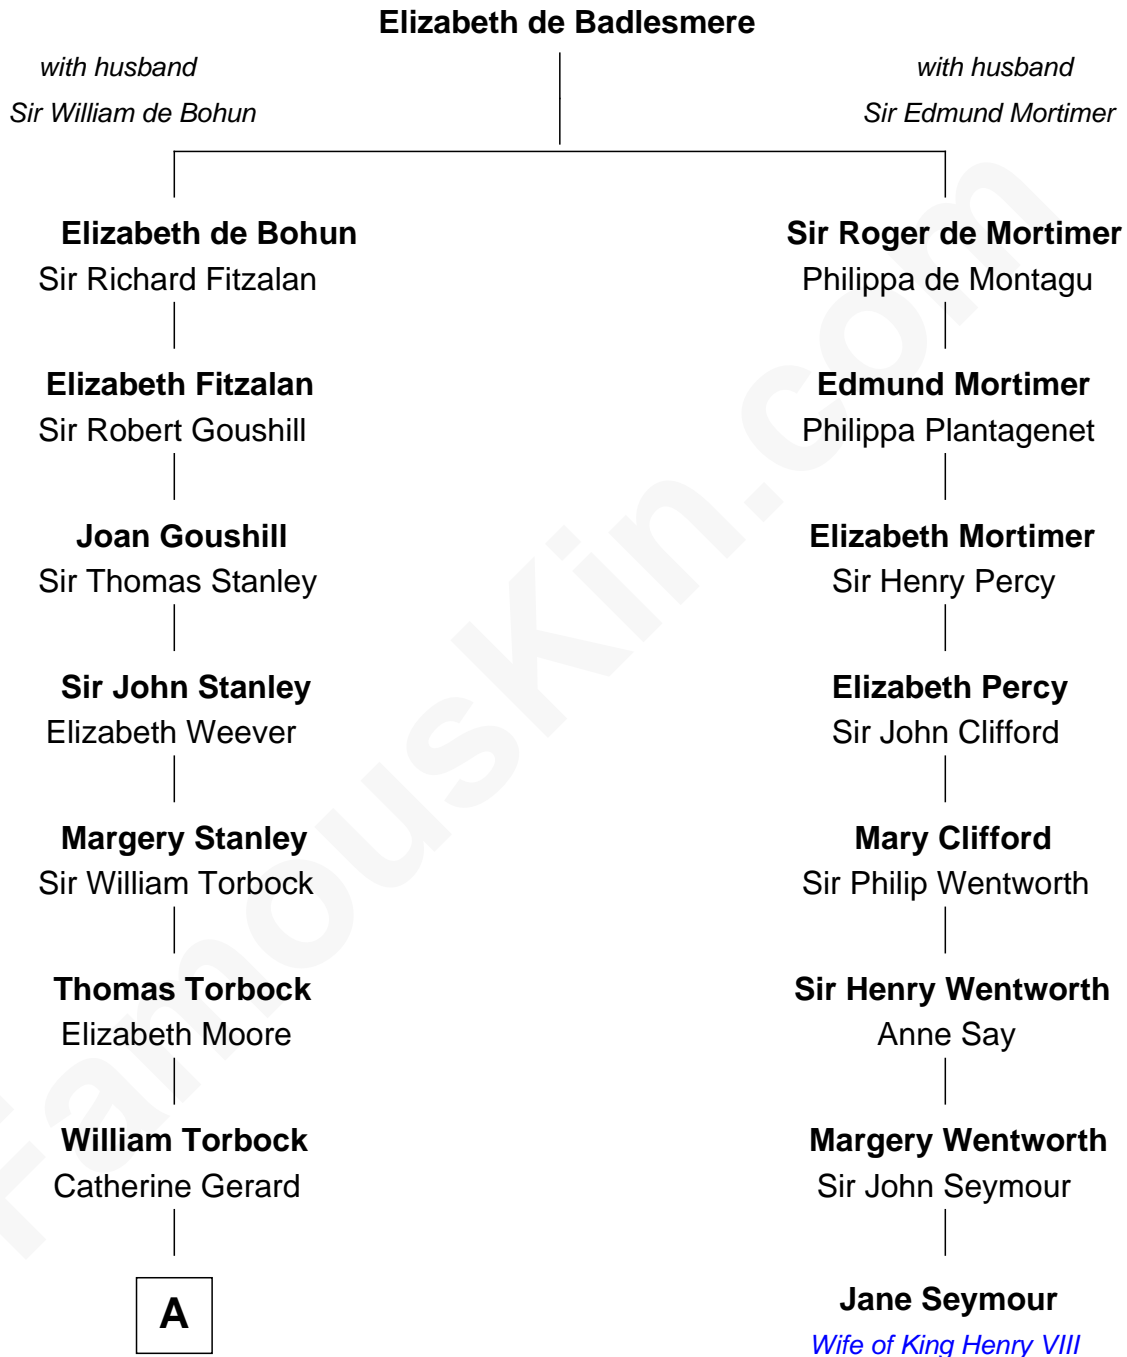 Elizabeth de Badlesmere
with husband
Sir William de Bohun
with husband
Sir Edmund Mortimer
Elizabeth de Bohun
Sir Richard Fitzalan
Sir Roger de Mortimer
Philippa de Montagu
Elizabeth Fitzalan
Sir Robert Goushill
Edmund Mortimer
Philippa Plantagenet
Joan Goushill
Sir Thomas Stanley
Elizabeth Mortimer
Sir Henry Percy
Sir John Stanley
Elizabeth Weever
Elizabeth Percy
Sir John Clifford
Margery Stanley
Sir William Torbock
Mary Clifford
Sir Philip Wentworth
Thomas Torbock
Elizabeth Moore
Sir Henry Wentworth
Anne Say
William Torbock
Catherine Gerard
Margery Wentworth
Sir John Seymour
A
Jane Seymour
Wife of King Henry VIII
FamousKin.com